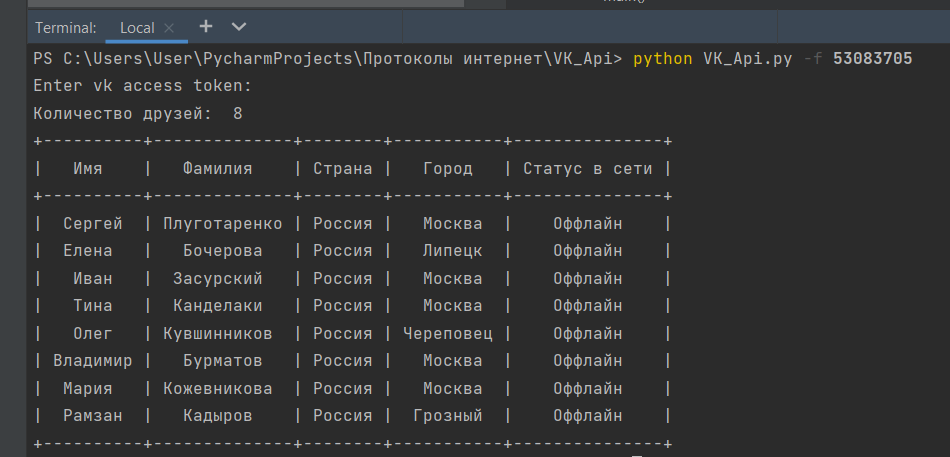 Terminal: Local × + ∨
PS C:\Users\User\PycharmProjects\Протоколы интернет\VK_Api> python VK_Api.py -f 53083705
Enter vk access token:
Количество друзей:  8
+----------+--------------+--------+-----------+---------------+
|   Имя    |   Фамилия    | Страна |   Город   | Статус в сети |
+----------+--------------+--------+-----------+---------------+
|  Сергей  | Плуготаренко | Россия |   Москва  |    Оффлайн    |
|  Елена   |   Бочерова   | Россия |   Липецк  |    Оффлайн    |
|   Иван   |  Засурский   | Россия |   Москва  |    Оффлайн    |
|   Тина   |  Канделаки   | Россия |   Москва  |    Оффлайн    |
|   Олег   | Кувшинников  | Россия | Череповец |    Оффлайн    |
| Владимир |   Бурматов   | Россия |   Москва  |    Оффлайн    |
|  Мария   | Кожевникова  | Россия |   Москва  |    Оффлайн    |
|  Рамзан  |   Кадыров    | Россия |  Грозный  |    Оффлайн    |
+----------+--------------+--------+-----------+---------------+